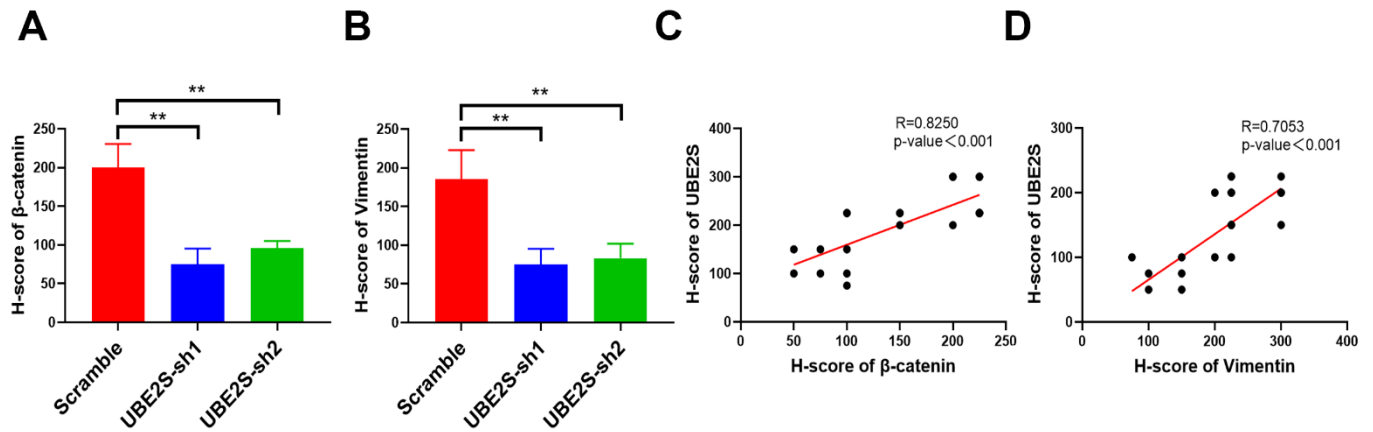 A
B
C
D
H-score of β-catenin
250
200
150
100
50
0
**
**
Scramble
UBE2S-sh1
UBE2S-sh2
H-score of Vimentin
250
200
150
100
50
0
**
**
Scramble
UBE2S-sh1
UBE2S-sh2
R=0.8250
p-value<0.001
H-score of UBE2S
400
300
200
100
0
0 50 100 150 200 250
H-score of β-catenin
R=0.7053
p-value<0.001
H-score of UBE2S
300
200
100
0
0 100 200 300 400
H-score of Vimentin